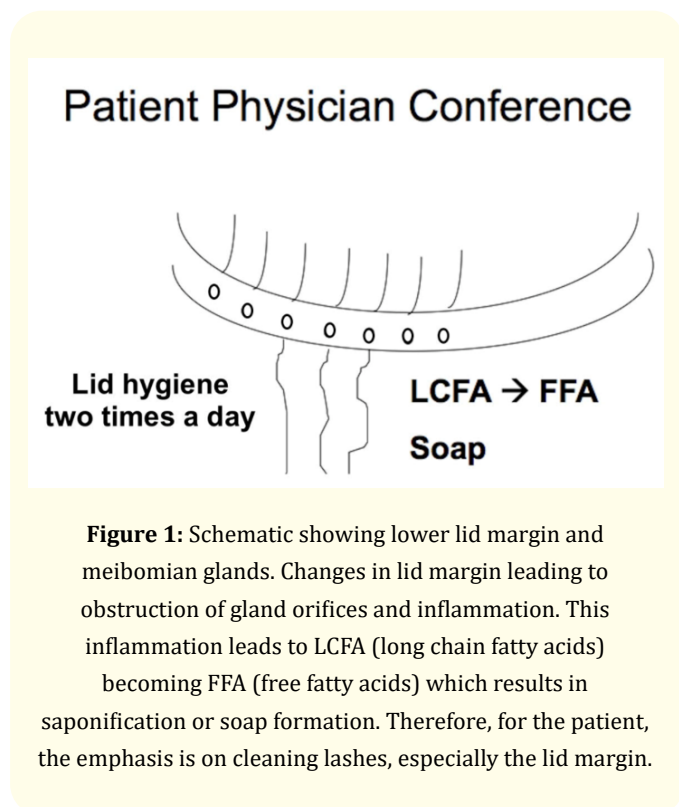 Patient Physician Conference
Lid hygiene
two times a day
LCFA → FFA
Soap
Figure 1: Schematic showing lower lid margin and
meibomian glands. Changes in lid margin leading to
obstruction of gland orifices and inflammation. This
inflammation leads to LCFA (long chain fatty acids)
becoming FFA (free fatty acids) which results in
saponification or soap formation. Therefore, for the patient,
the emphasis is on cleaning lashes, especially the lid margin.